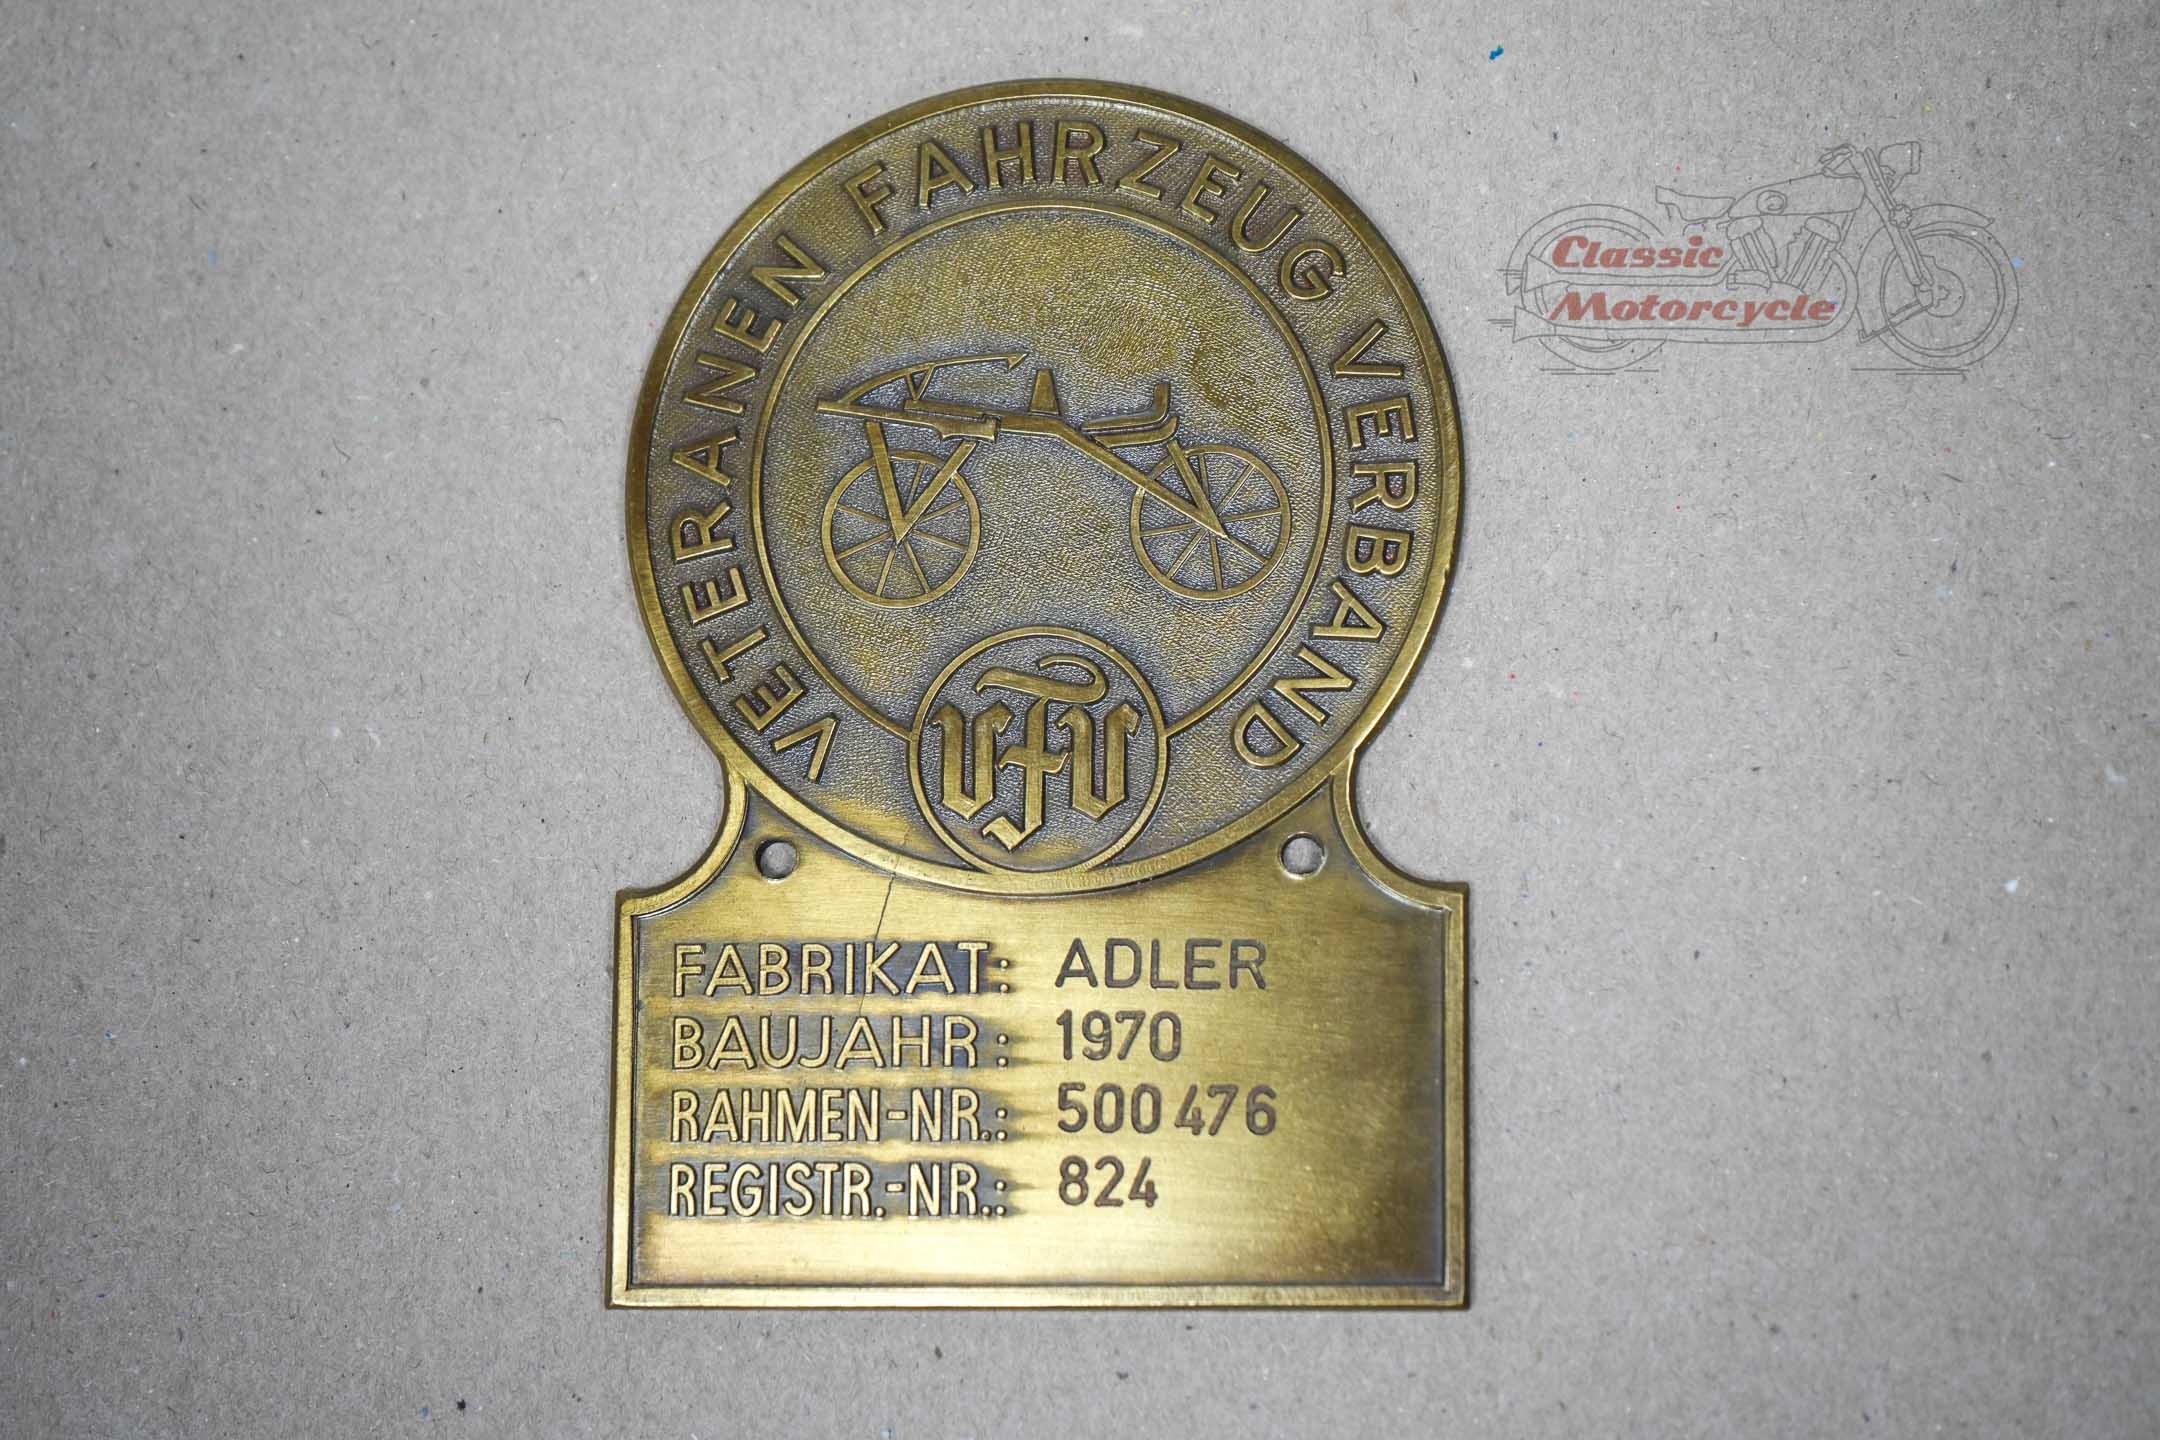 VETERANEN FAHRZEUG VERBAND
Classic
Motorcycle
VFV
FABRIKAT: ADLER
BAUJAHR: 1970
RAHMEN-NR.: 500 476
REGISTR.-NR.: 824